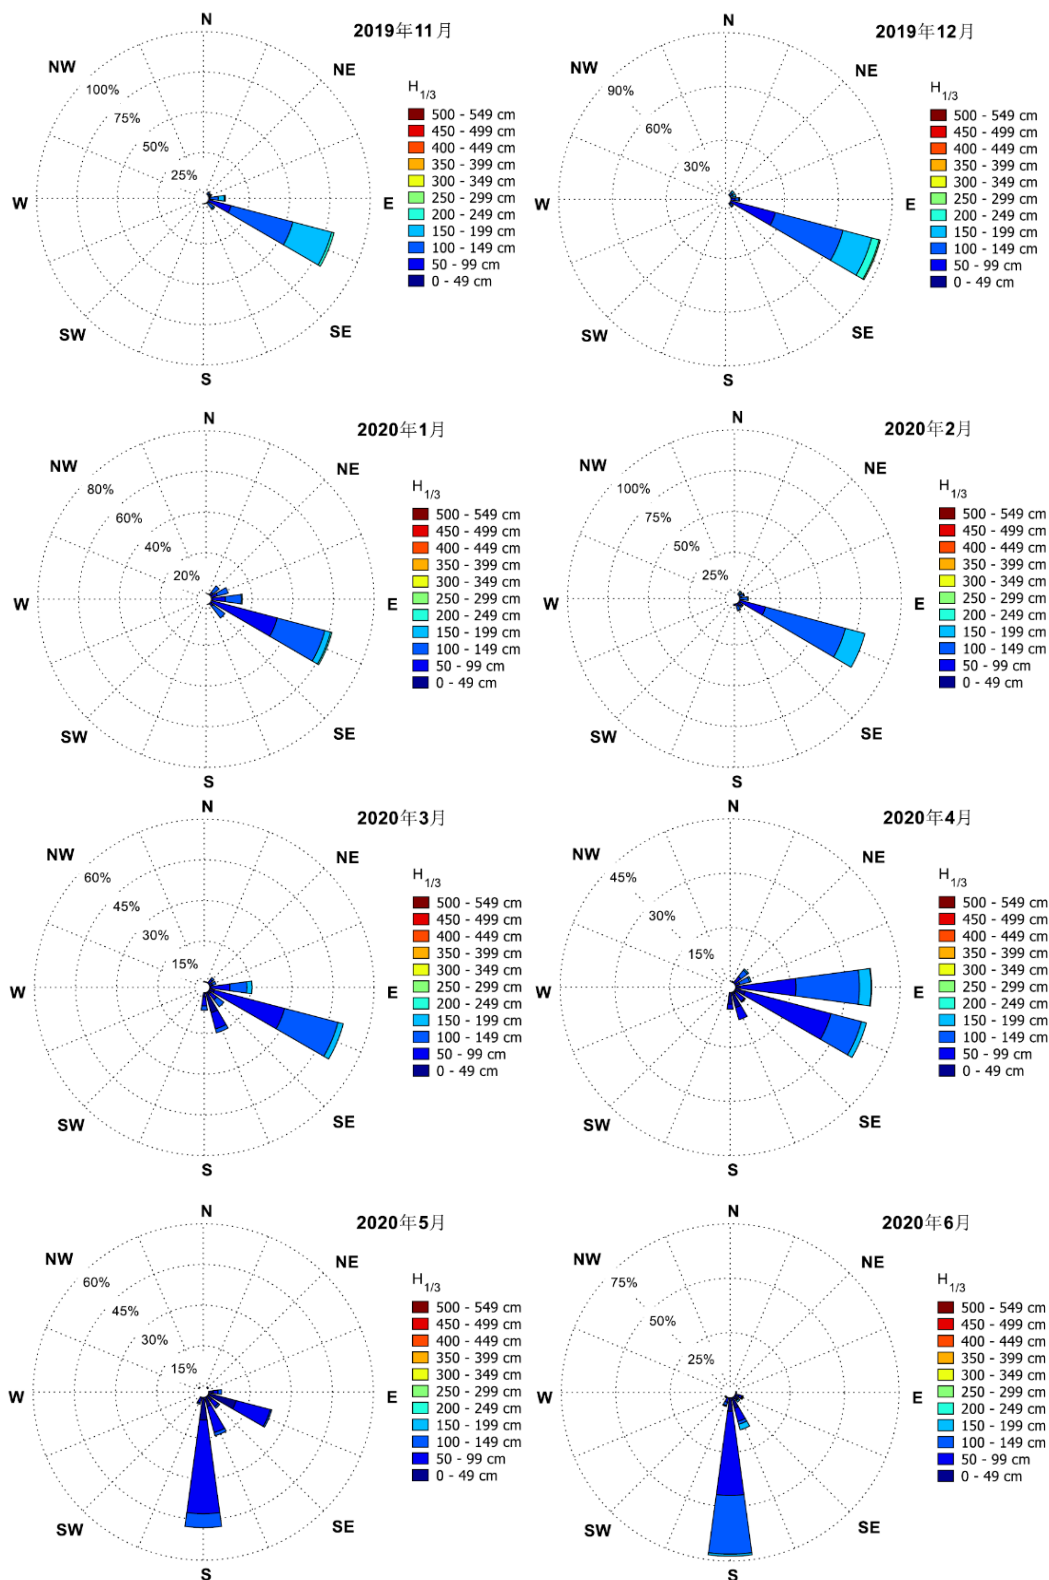 N
2019年11月
NW
NE
100%
75%
50%
25%
W
E
SW
SE
S
H1/3
500 - 549 cm
450 - 499 cm
400 - 449 cm
350 - 399 cm
300 - 349 cm
250 - 299 cm
200 - 249 cm
150 - 199 cm
100 - 149 cm
50 - 99 cm
0 - 49 cm
N
2019年12月
NW
NE
90%
60%
30%
W
E
SW
SE
S
H1/3
500 - 549 cm
450 - 499 cm
400 - 449 cm
350 - 399 cm
300 - 349 cm
250 - 299 cm
200 - 249 cm
150 - 199 cm
100 - 149 cm
50 - 99 cm
0 - 49 cm
N
2020年1月
NW
NE
80%
60%
40%
20%
W
E
SW
SE
S
H1/3
500 - 549 cm
450 - 499 cm
400 - 449 cm
350 - 399 cm
300 - 349 cm
250 - 299 cm
200 - 249 cm
150 - 199 cm
100 - 149 cm
50 - 99 cm
0 - 49 cm
N
2020年2月
NW
NE
100%
75%
50%
25%
W
E
SW
SE
S
H1/3
500 - 549 cm
450 - 499 cm
400 - 449 cm
350 - 399 cm
300 - 349 cm
250 - 299 cm
200 - 249 cm
150 - 199 cm
100 - 149 cm
50 - 99 cm
0 - 49 cm
N
2020年3月
NW
NE
60%
45%
30%
15%
W
E
SW
SE
S
H1/3
500 - 549 cm
450 - 499 cm
400 - 449 cm
350 - 399 cm
300 - 349 cm
250 - 299 cm
200 - 249 cm
150 - 199 cm
100 - 149 cm
50 - 99 cm
0 - 49 cm
N
2020年4月
NW
NE
45%
30%
15%
W
E
SW
SE
S
H1/3
500 - 549 cm
450 - 499 cm
400 - 449 cm
350 - 399 cm
300 - 349 cm
250 - 299 cm
200 - 249 cm
150 - 199 cm
100 - 149 cm
50 - 99 cm
0 - 49 cm
N
2020年5月
NW
NE
60%
45%
30%
15%
W
E
SW
SE
S
H1/3
500 - 549 cm
450 - 499 cm
400 - 449 cm
350 - 399 cm
300 - 349 cm
250 - 299 cm
200 - 249 cm
150 - 199 cm
100 - 149 cm
50 - 99 cm
0 - 49 cm
N
2020年6月
NW
NE
75%
50%
25%
W
E
SW
SE
S
H1/3
500 - 549 cm
450 - 499 cm
400 - 449 cm
350 - 399 cm
300 - 349 cm
250 - 299 cm
200 - 249 cm
150 - 199 cm
100 - 149 cm
50 - 99 cm
0 - 49 cm